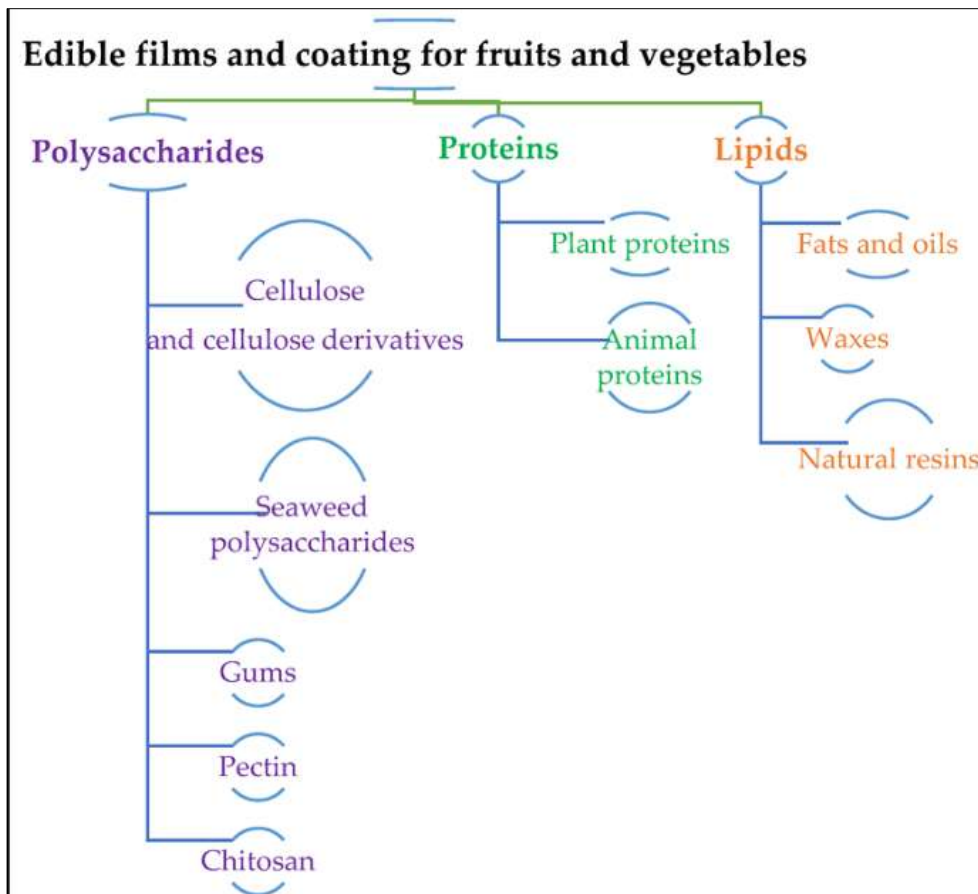 Edible films and coating for fruits and vegetables
Polysaccharides
Cellulose
and cellulose derivatives
Seaweed
polysaccharides
Gums
Pectin
Chitosan
Proteins
Plant proteins
Animal
proteins
Lipids
Fats and oils
Waxes
Natural resins